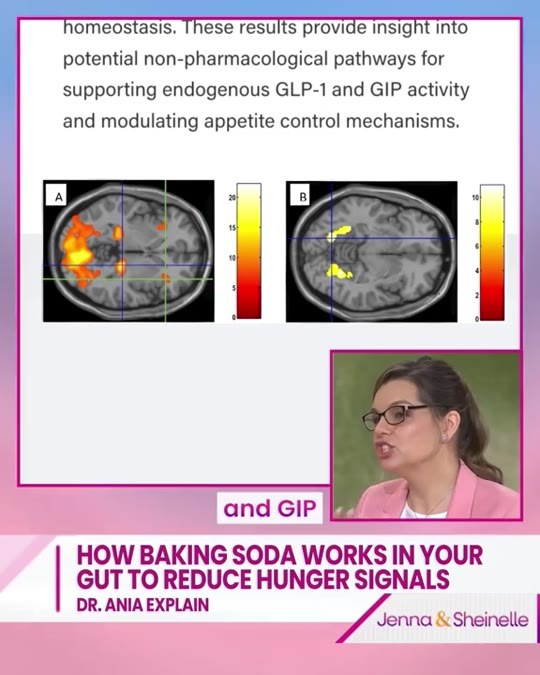 homeostasis. These results provide insight into
potential non-pharmacological pathways for
supporting endogenous GLP-1 and GIP activity
and modulating appetite control mechanisms.
A
20
15
10
5
0
B
10
8
6
4
2
0
and GIP
HOW BAKING SODA WORKS IN YOUR
GUT TO REDUCE HUNGER SIGNALS
DR. ANIA EXPLAIN
Jenna & Sheinelle